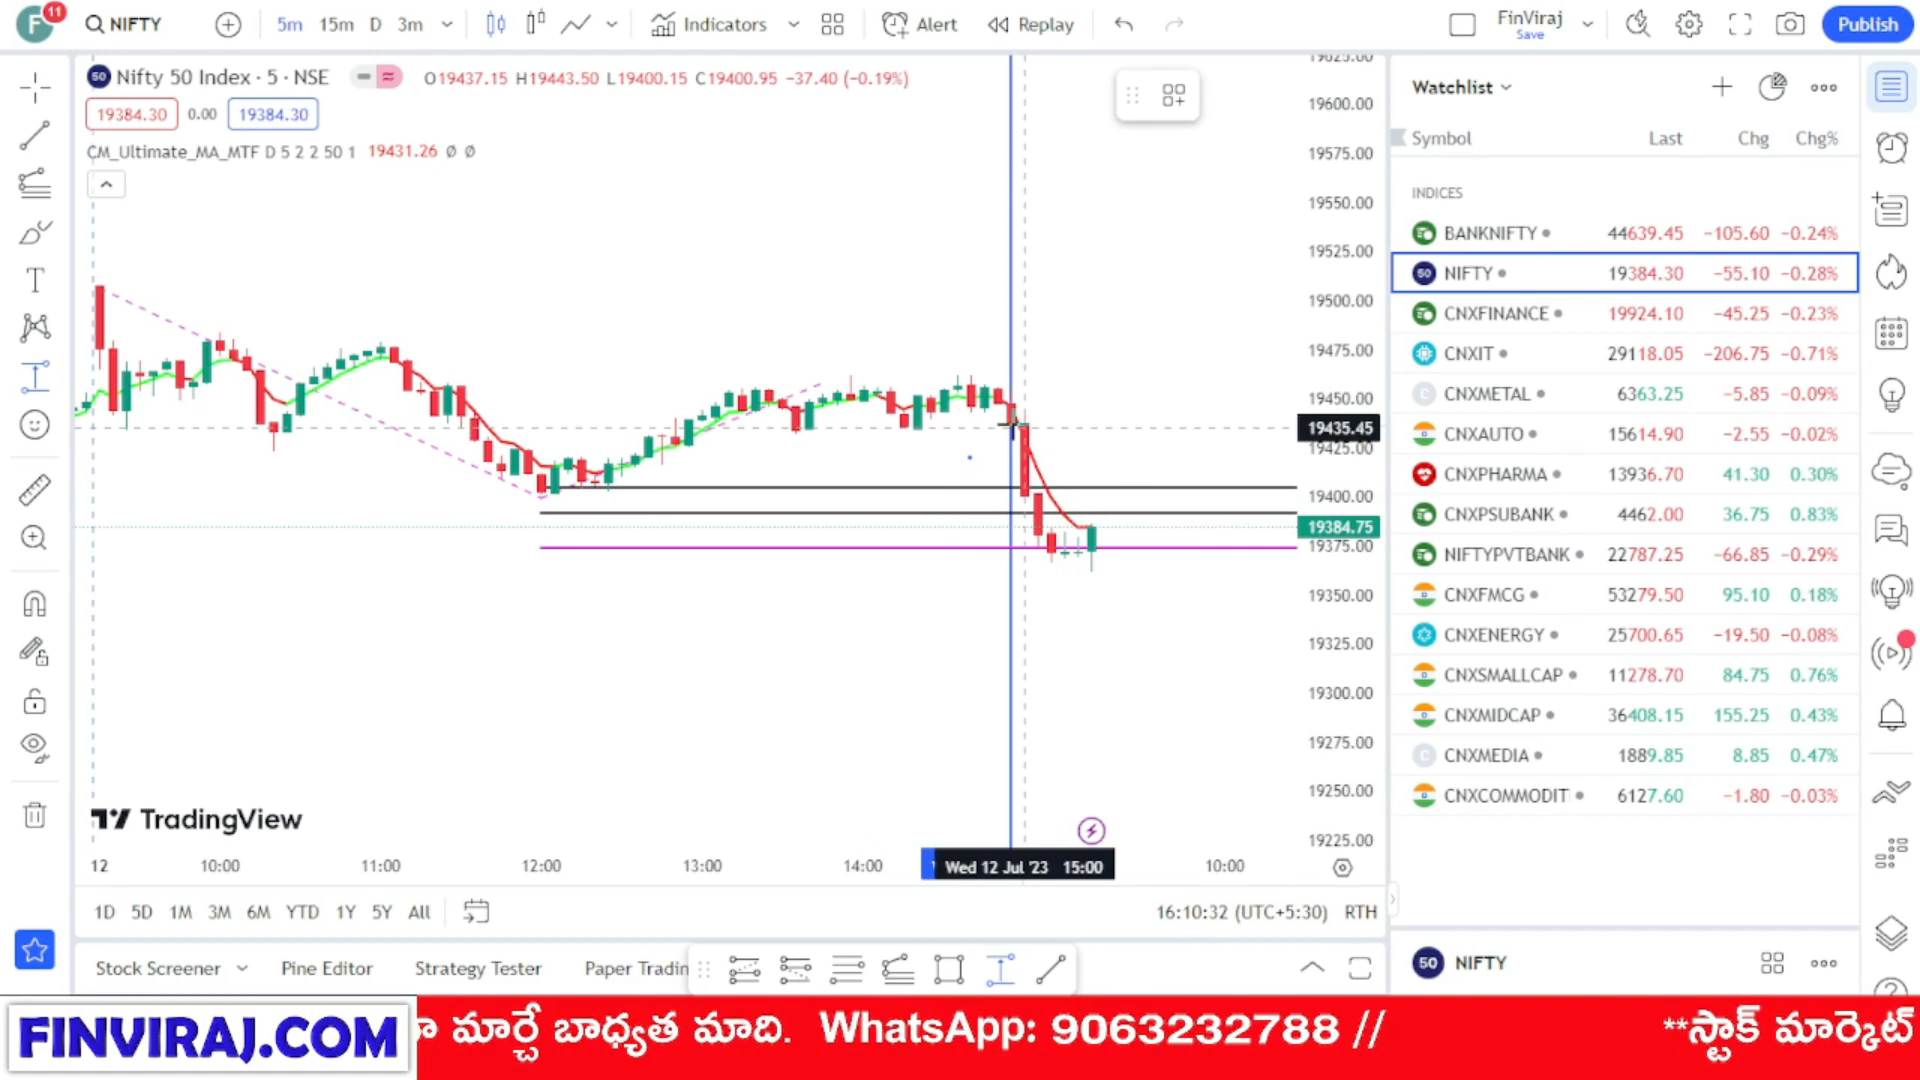 F 11 NIFTY 5m 15m D 3m Indicators Alert Replay FinViraj Save Publish
50 Nifty 50 Index · 5 · NSE O19437.15 H19443.50 L19400.15 C19400.95 −37.40 (−0.19%)
19384.30 0.00 19384.30
CM_Ultimate_MA_MTF D 5 2 2 50 1 19431.26 Ø Ø
19625.00
19600.00
19575.00
19550.00
19525.00
19500.00
19475.00
19450.00
19435.45
19425.00
19400.00
19384.75
19375.00
19350.00
19325.00
19300.00
19275.00
19250.00
19225.00
TradingView
12 10:00 11:00 12:00 13:00 14:00 Wed 12 Jul '23 15:00 10:00
1D 5D 1M 3M 6M YTD 1Y 5Y All 16:10:32 (UTC+5:30) RTH
Stock Screener Pine Editor Strategy Tester Paper Tradin
Watchlist
Symbol Last Chg Chg%
INDICES
BANKNIFTY 44639.45 −105.60 −0.24%
50 NIFTY 19384.30 −55.10 −0.28%
CNXFINANCE 19924.10 −45.25 −0.23%
CNXIT 29118.05 −206.75 −0.71%
C CNXMETAL 6363.25 −5.85 −0.09%
CNXAUTO 15614.90 −2.55 −0.02%
CNXPHARMA 13936.70 41.30 0.30%
CNXPSUBANK 4462.00 36.75 0.83%
NIFTYPVTBANK 22787.25 −66.85 −0.29%
CNXFMCG 53279.50 95.10 0.18%
CNXENERGY 25700.65 −19.50 −0.08%
CNXSMALLCAP 11278.70 84.75 0.76%
CNXMIDCAP 36408.15 155.25 0.43%
C CNXMEDIA 1889.85 8.85 0.47%
CNXCOMMODIT 6127.60 −1.80 −0.03%
50 NIFTY
FINVIRAJ.COM మార్చే బాధ్యత మాది. WhatsApp: 9063232788 // **స్టాక్ మార్కెట్